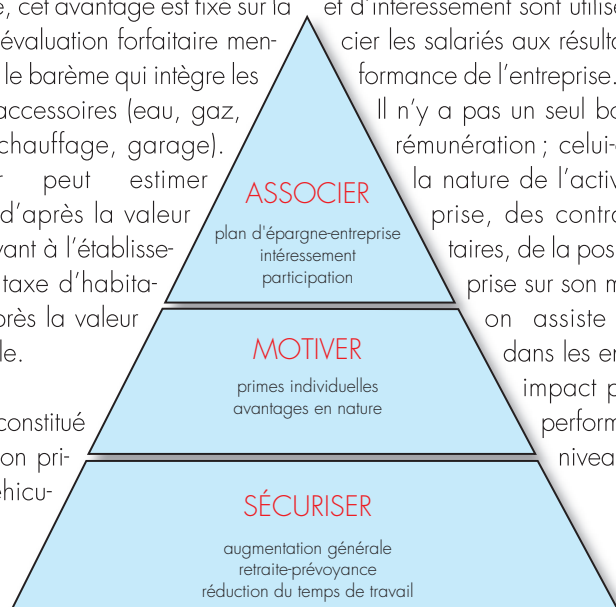 , cet avantage est fixé sur la
évaluation forfaitaire men-
le barème qui intègre les
accessoires (eau, gaz,
chauffage, garage).
peut estimer
d'après la valeur
vant à l'établisse-
taxe d'habita-
près la valeur
le.
constitué
on pri-
éhicu-
et d'intéressement sont utilisé
cier les salariés aux résulta
formance de l'entreprise.
Il n'y a pas un seul bo
rémunération ; celui-
la nature de l'activ
prise, des contra
taires, de la pos
prise sur son m
on assiste
dans les en
impact p
perform
nivea
ASSOCIER
plan d'épargne-entreprise
intéressement
participation
MOTIVER
primes individuelles
avantages en nature
SÉCURISER
augmentation générale
retraite-prévoyance
réduction du temps de travail